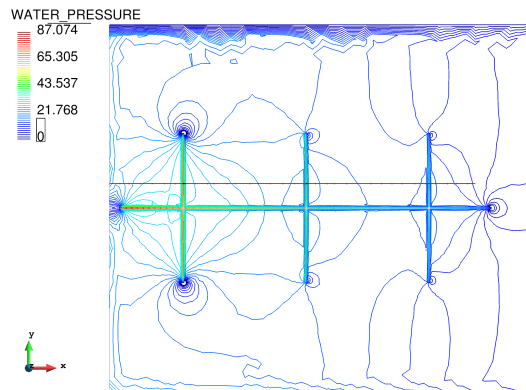 WATER_PRESSURE
87.074
65.305
43.537
21.768
0
y
x